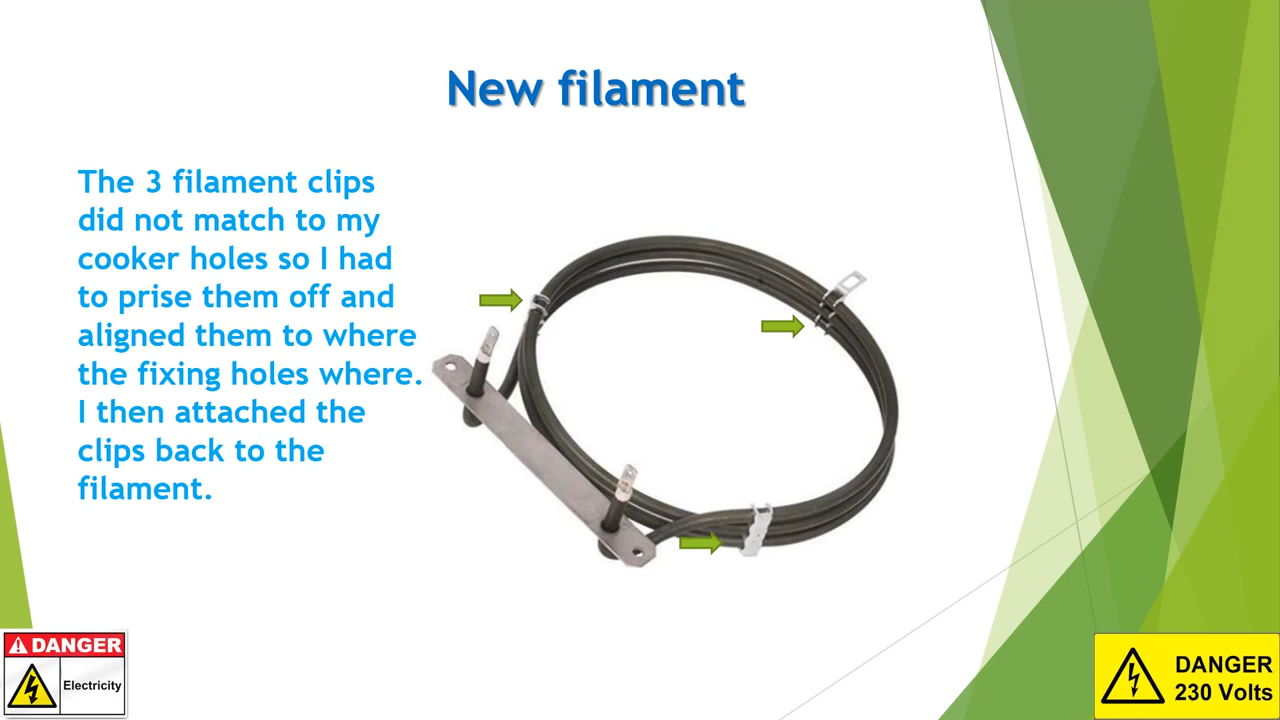 New filament
The 3 filament clips
did not match to my
cooker holes so I had
to prise them off and
aligned them to where
the fixing holes where.
I then attached the
clips back to the
filament.
DANGER
Electricity
DANGER
230 Volts